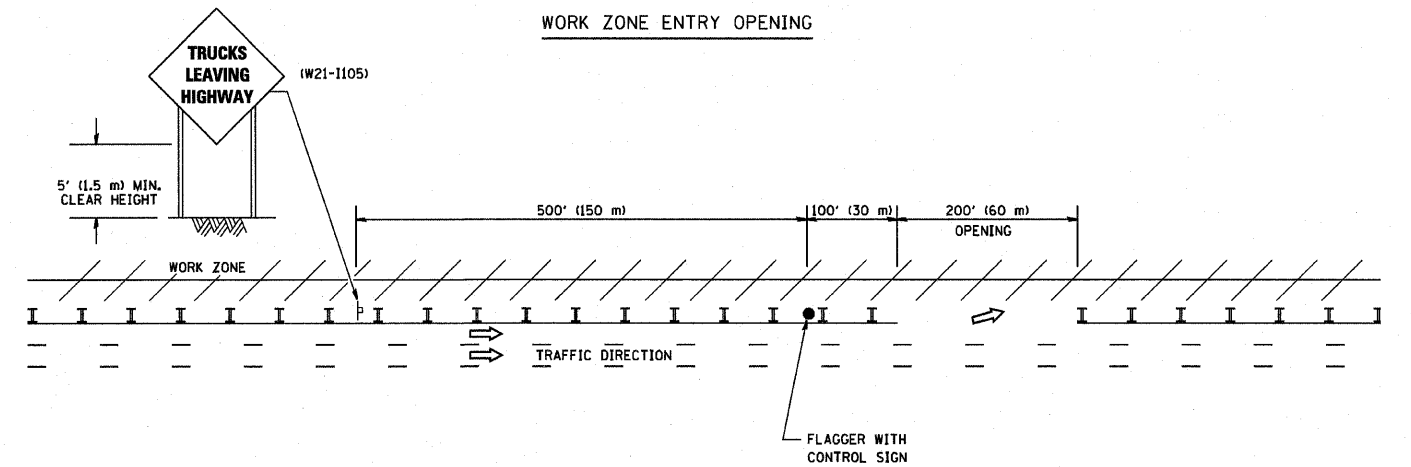 WORK ZONE ENTRY OPENING
TRUCKS
LEAVING
HIGHWAY
(W21-I105)
5' (1.5 m) MIN.
CLEAR HEIGHT
500' (150 m)
100' (30 m)
200' (60 m)
OPENING
WORK ZONE
TRAFFIC DIRECTION
FLAGGER WITH
CONTROL SIGN